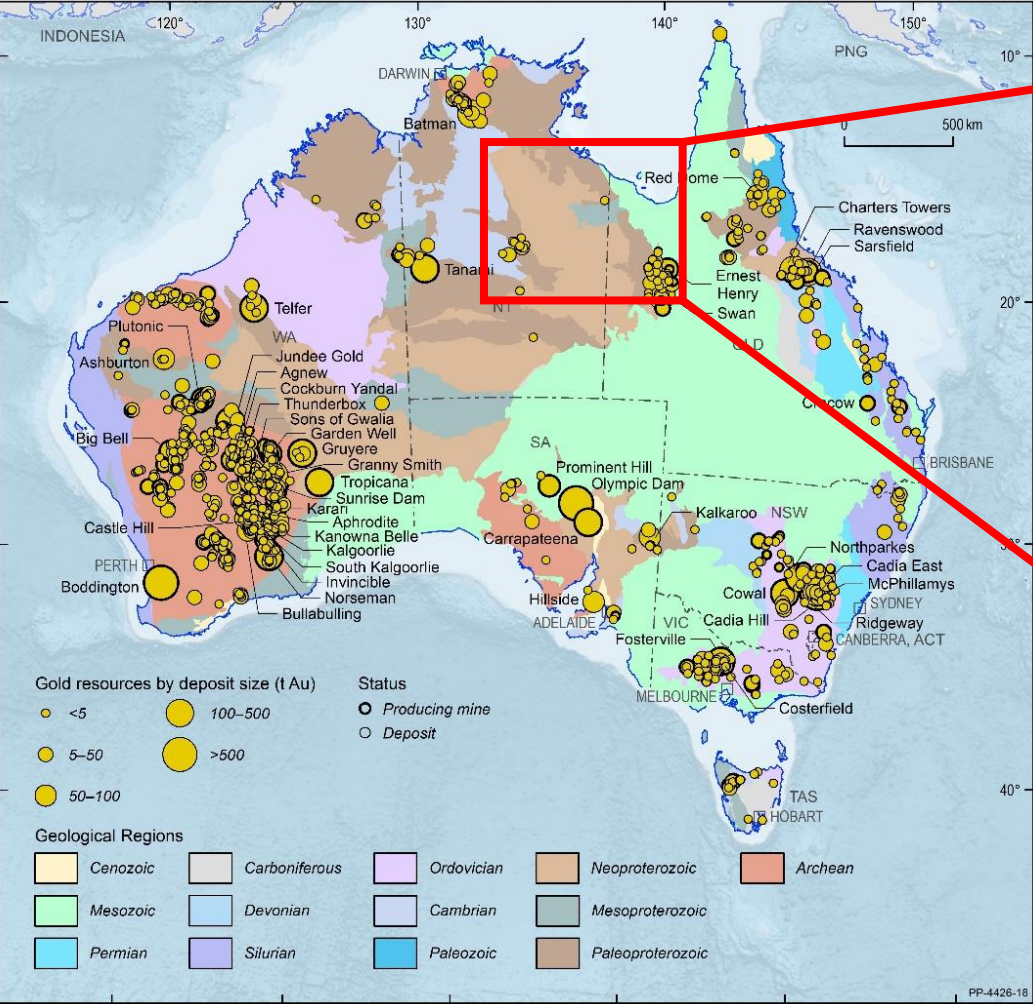 120°
130°
140°
150°
INDONESIA
PNG
10°
DARWIN
Batman
0
500 km
Red Dome
Charters Towers
Ravenswood
Sarsfield
Tanami
Ernest
Henry
Swan
20°
Telfer
NT
Plutonic
WA
QLD
Ashburton
Jundee Gold
Agnew
Cockburn Yandal
Thunderbox
Sons of Gwalia
Cracow
Big Bell
Garden Well
Gruyere
SA
BRISBANE
Granny Smith
Prominent Hill
Tropicana
Olympic Dam
Sunrise Dam
Karari
Kalkaroo
NSW
Castle Hill
Aphrodite
Kanowna Belle
Carrapateena
Kalgoorlie
Northparkes
30°
PERTH
South Kalgoorlie
Cadia East
Boddington
Invincible
McPhillamys
Norseman
Hillside
Cowal
SYDNEY
Bullabulling
ADELAIDE
VIC
Cadia Hill
Ridgeway
Fosterville
CANBERRA, ACT
MELBOURNE
Costerfield
Gold resources by deposit size (t Au)
Status
<5
100–500
Producing mine
5–50
>500
Deposit
50–100
40°
TAS
HOBART
Geological Regions
Cenozoic
Carboniferous
Ordovician
Neoproterozoic
Archean
Mesozoic
Devonian
Cambrian
Mesoproterozoic
Permian
Silurian
Paleozoic
Paleoproterozoic
PP-4426-18